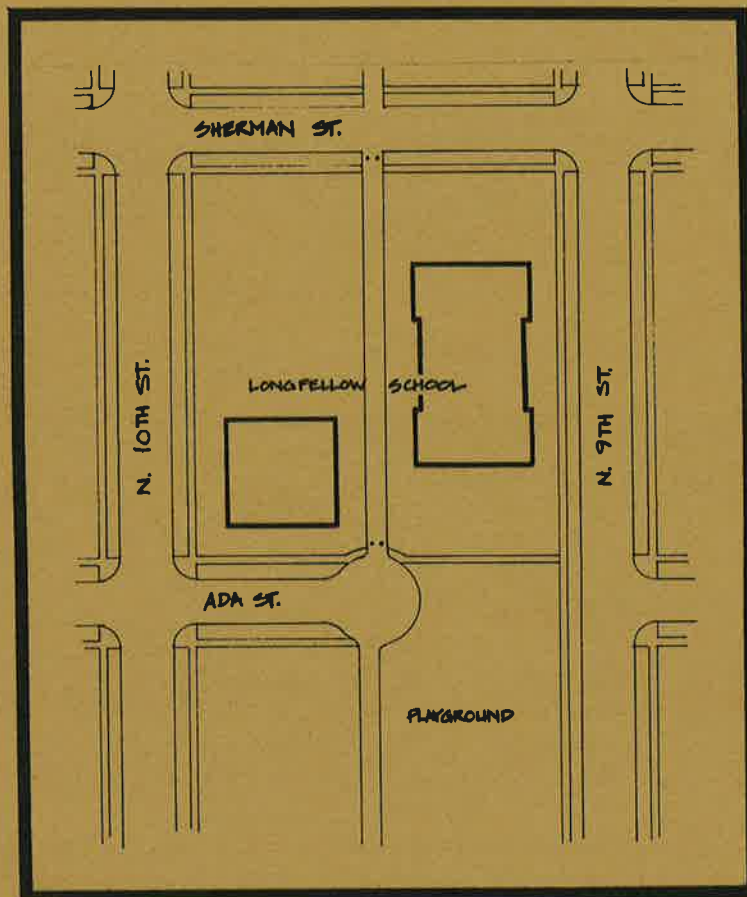 SHERMAN ST.
N. 10TH ST.
LONGFELLOW SCHOOL
N. 9TH ST.
ADA ST.
PLAYGROUND